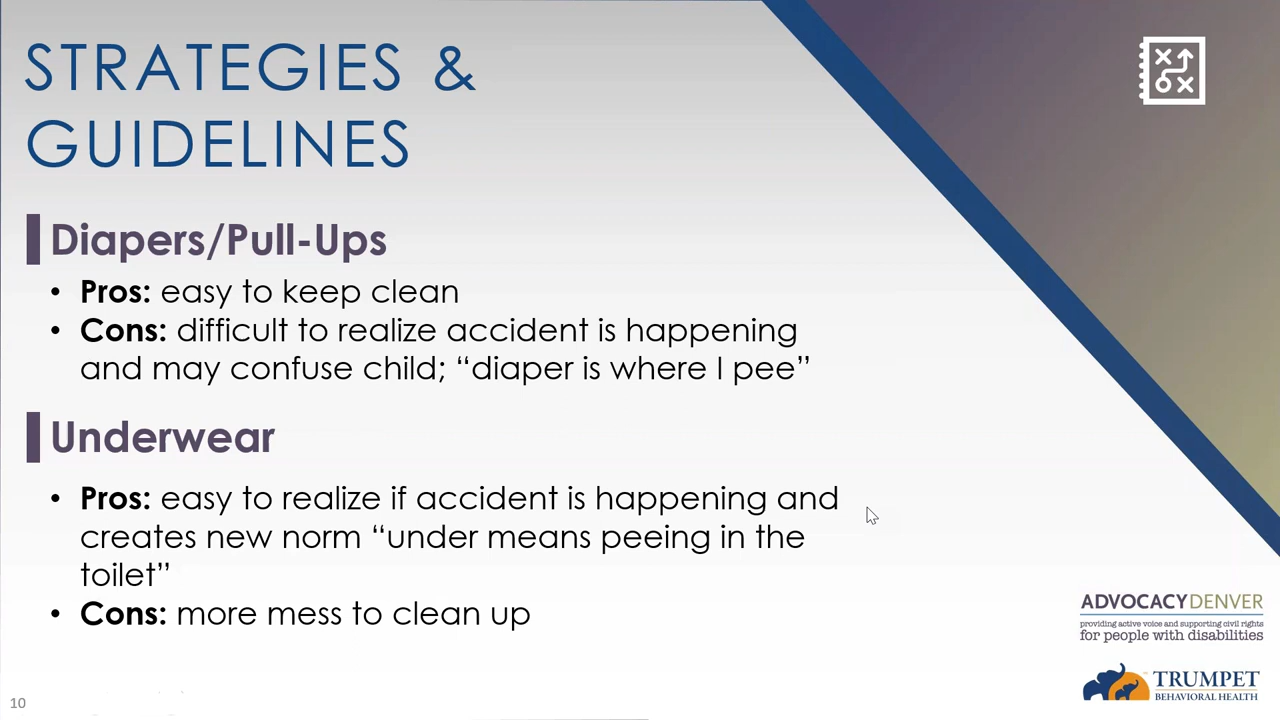 STRATEGIES &
GUIDELINES
Diapers/Pull-Ups
• Pros: easy to keep clean
• Cons: difficult to realize accident is happening
and may confuse child; “diaper is where I pee”
Underwear
• Pros: easy to realize if accident is happening and
creates new norm “under means peeing in the
toilet”
• Cons: more mess to clean up
ADVOCACYDENVER
providing active voice and supporting civil rights
for people with disabilities
TRUMPET
BEHAVIORAL HEALTH
10